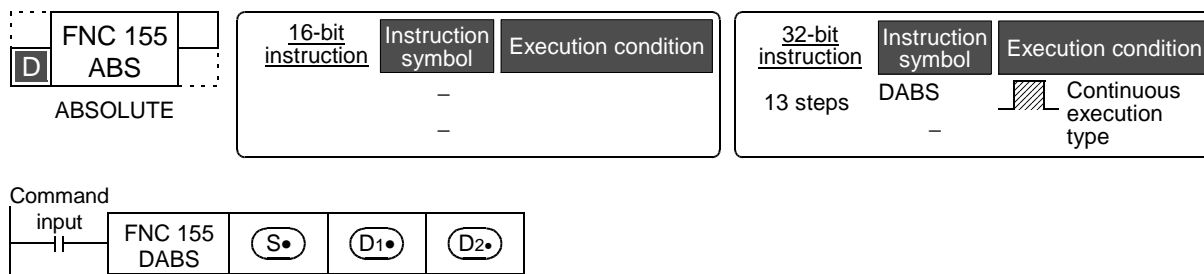 FNC 155
D
ABS
ABSOLUTE
16-bit instruction
Instruction symbol
Execution condition
–
–
32-bit instruction
Instruction symbol
Execution condition
13 steps
DABS
Continuous execution type
–
Command input
FNC 155
DABS
S•
D1•
D2•